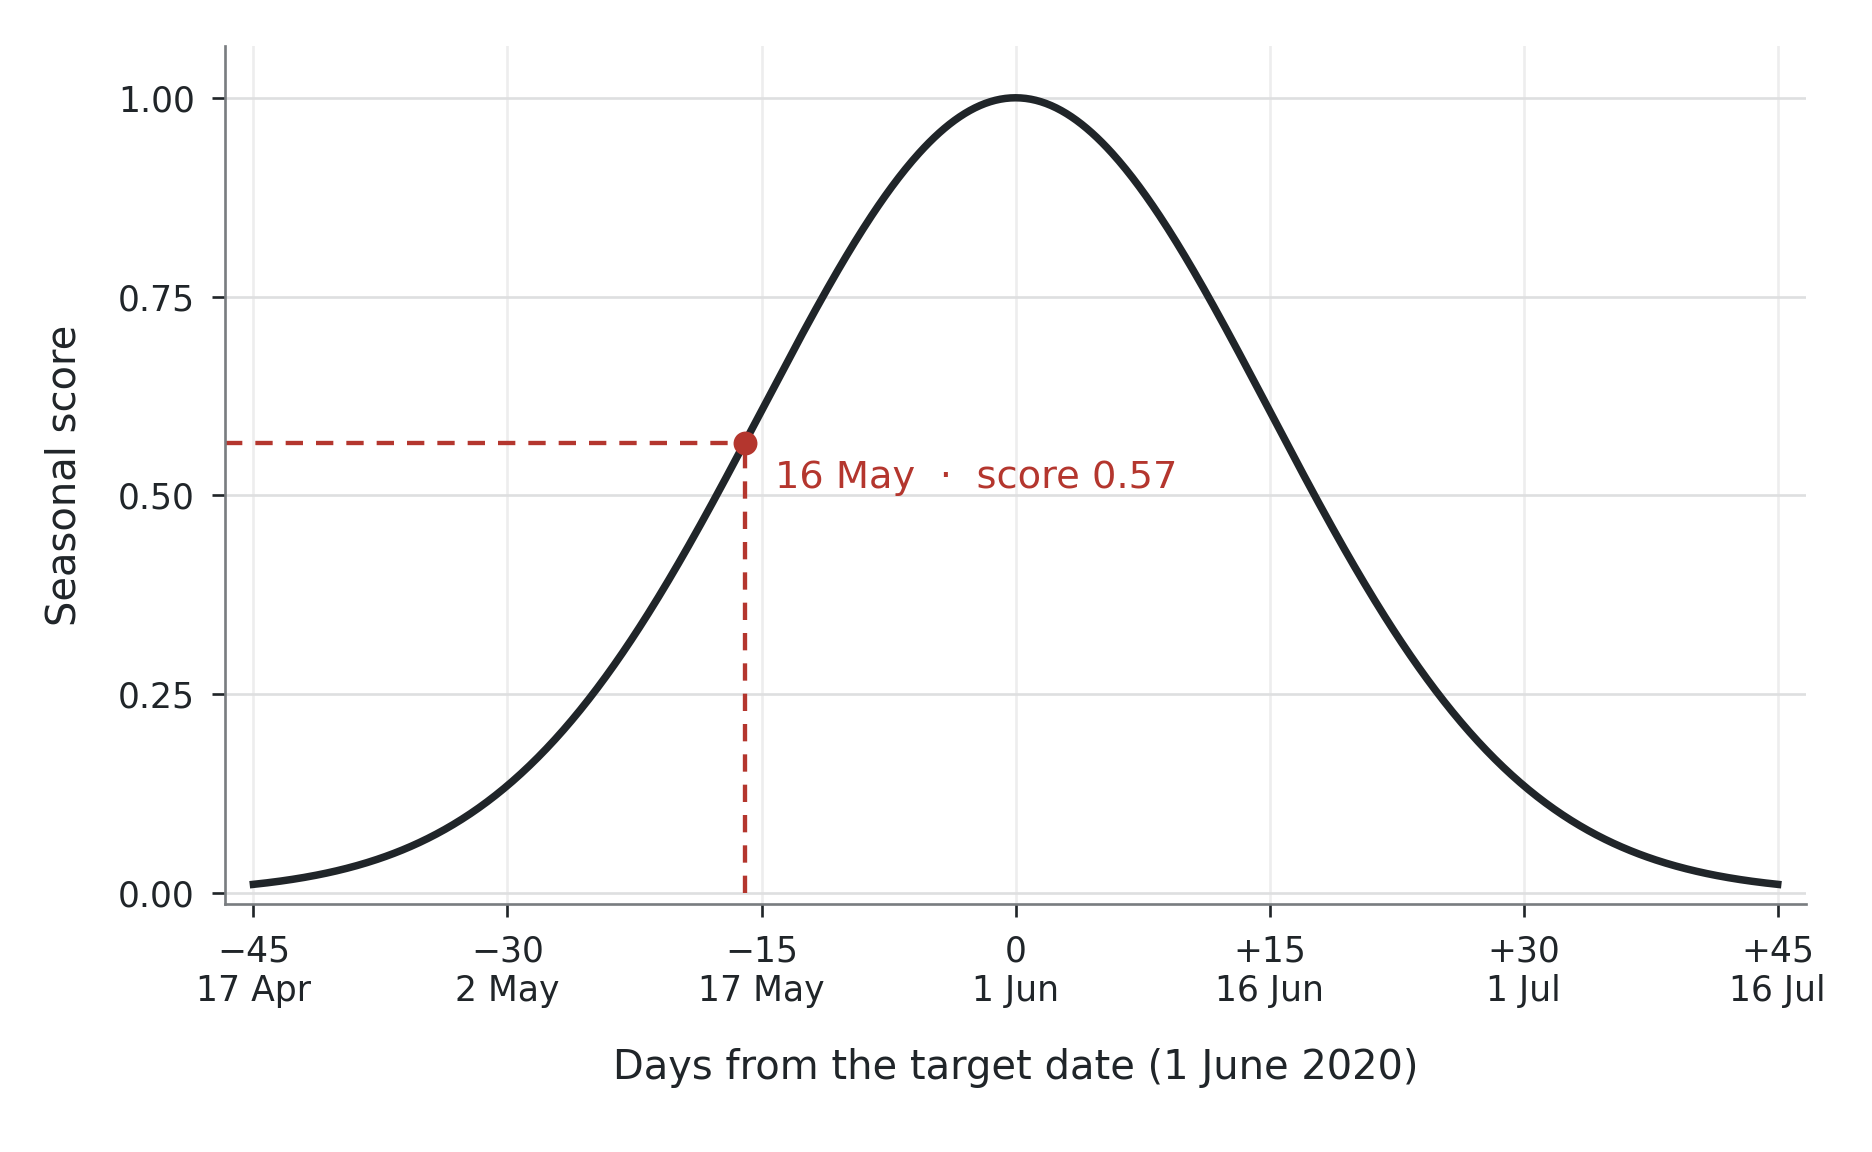 1.00
0.75
0.50
0.25
0.00
Seasonal score
16 May · score 0.57
−45 −30 −15 0 +15 +30 +45
17 Apr 2 May 17 May 1 Jun 16 Jun 1 Jul 16 Jul
Days from the target date (1 June 2020)